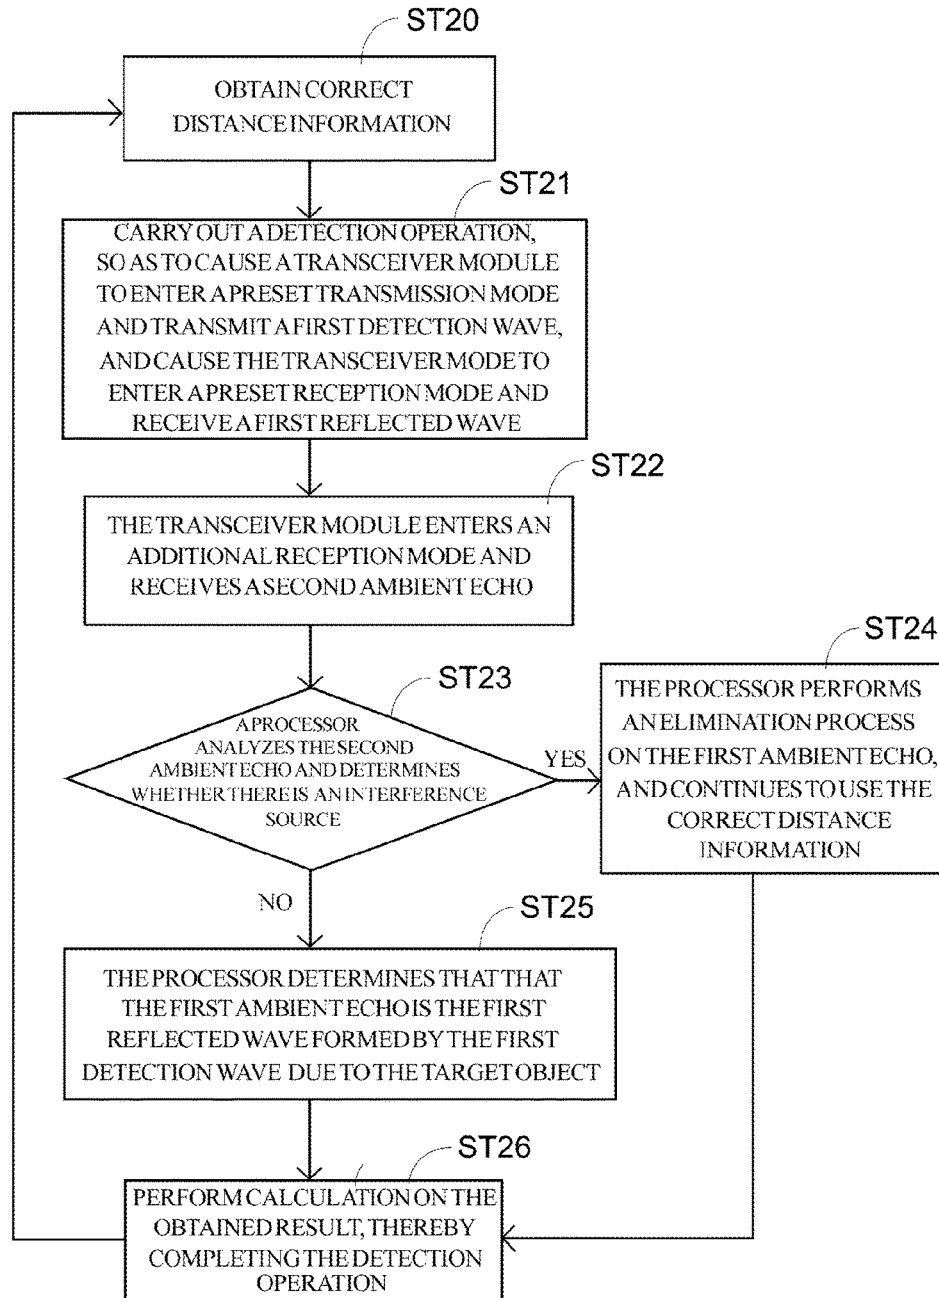 ST20
OBTAIN CORRECT
DISTANCE INFORMATION
ST21
CARRY OUT A DETECTION OPERATION,
SO AS TO CAUSE A TRANSCEIVER MODULE
TO ENTER A PRESET TRANSMISSION MODE
AND TRANSMIT A FIRST DETECTION WAVE,
AND CAUSE THE TRANSCEIVER MODE TO
ENTER A PRESET RECEPTION MODE AND
RECEIVE A FIRST REFLECTED WAVE
ST22
THE TRANSCEIVER MODULE ENTERS AN
ADDITIONAL RECEPTION MODE AND
RECEIVES A SECOND AMBIENT ECHO
ST23
A PROCESSOR
ANALYZES THE SECOND
AMBIENT ECHO AND DETERMINES
WHETHER THERE IS AN INTERFERENCE
SOURCE
YES
ST24
THE PROCESSOR PERFORMS
AN ELIMINATION PROCESS
ON THE FIRST AMBIENT ECHO,
AND CONTINUES TO USE THE
CORRECT DISTANCE
INFORMATION
NO
ST25
THE PROCESSOR DETERMINES THAT THAT
THE FIRST AMBIENT ECHO IS THE FIRST
REFLECTED WAVE FORMED BY THE FIRST
DETECTION WAVE DUE TO THE TARGET OBJECT
ST26
PERFORM CALCULATION ON THE
OBTAINED RESULT, THEREBY
COMPLETING THE DETECTION
OPERATION